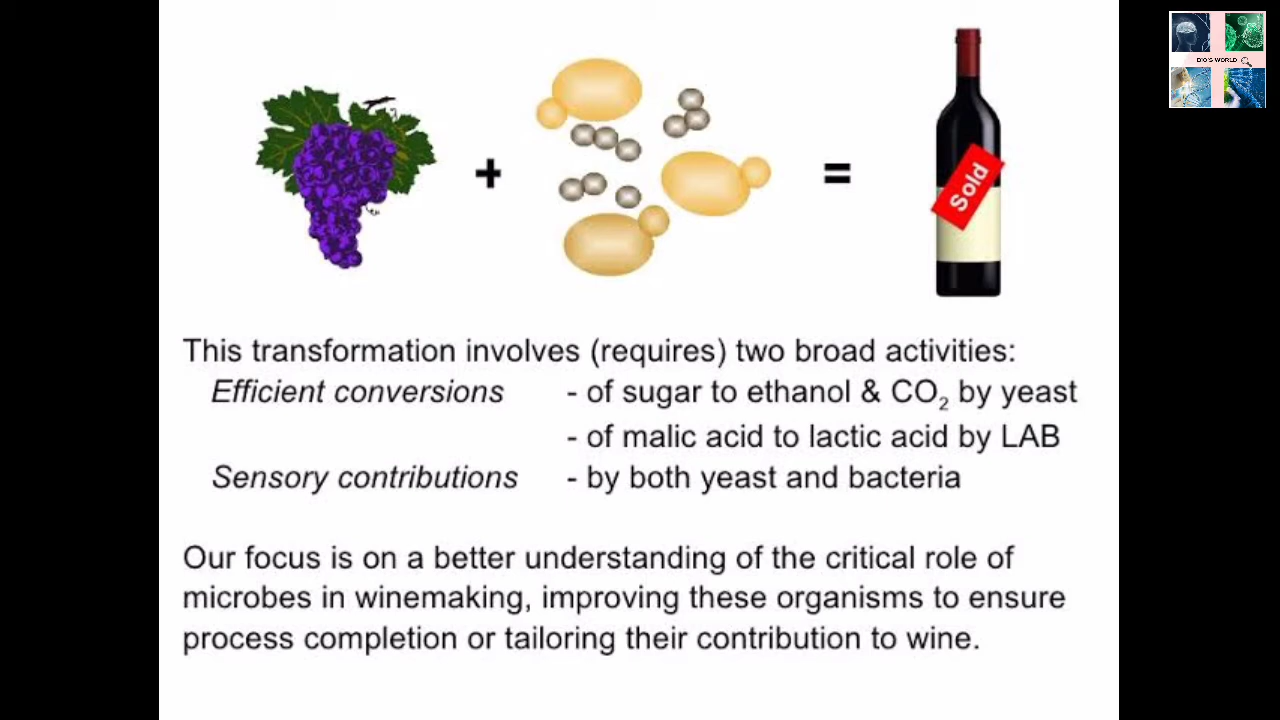 BIO'S WORLD
+
=
Sold
This transformation involves (requires) two broad activities:
Efficient conversions - of sugar to ethanol & CO₂ by yeast
- of malic acid to lactic acid by LAB
Sensory contributions - by both yeast and bacteria
Our focus is on a better understanding of the critical role of
microbes in winemaking, improving these organisms to ensure
process completion or tailoring their contribution to wine.